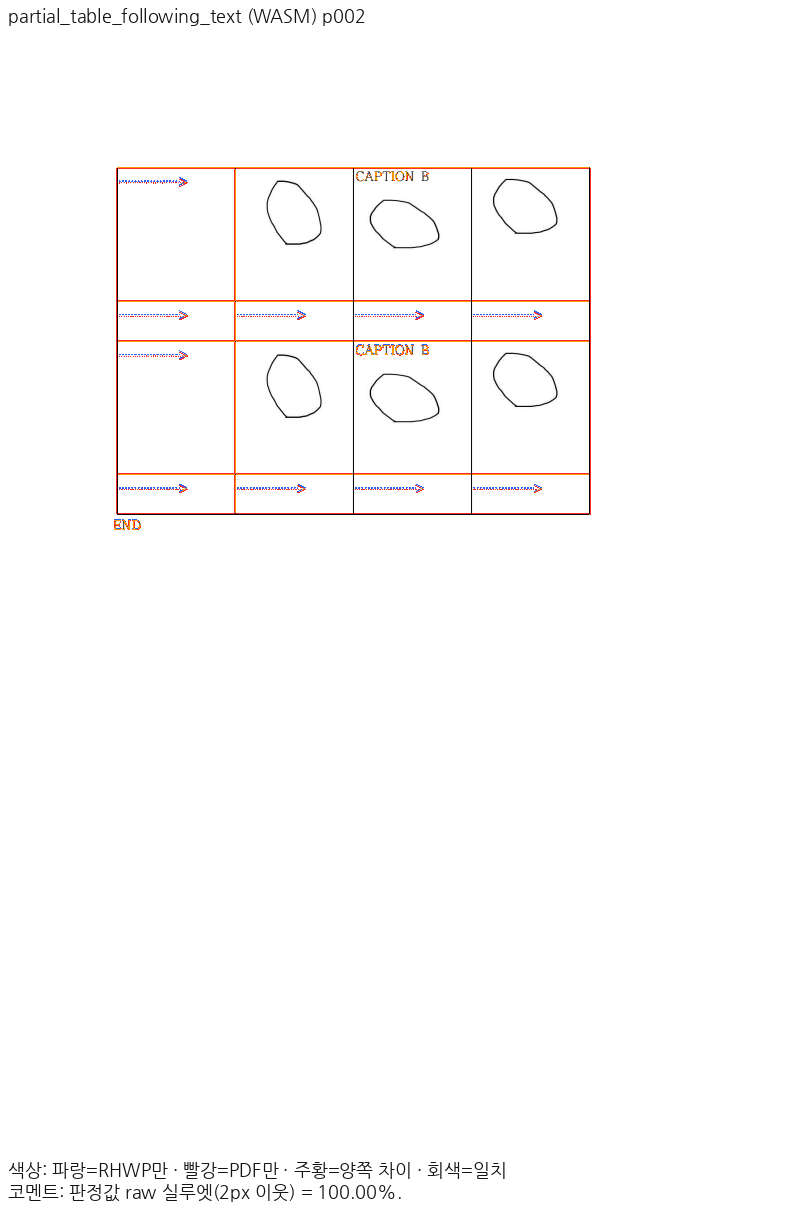 partial_table_following_text (WASM) p002
CAPTION B
CAPTION B
END
색상: 파랑=RHWP만 · 빨강=PDF만 · 주황=양쪽 차이 · 회색=일치
코멘트: 판정값 raw 실루엣(2px 이웃) = 100.00%.